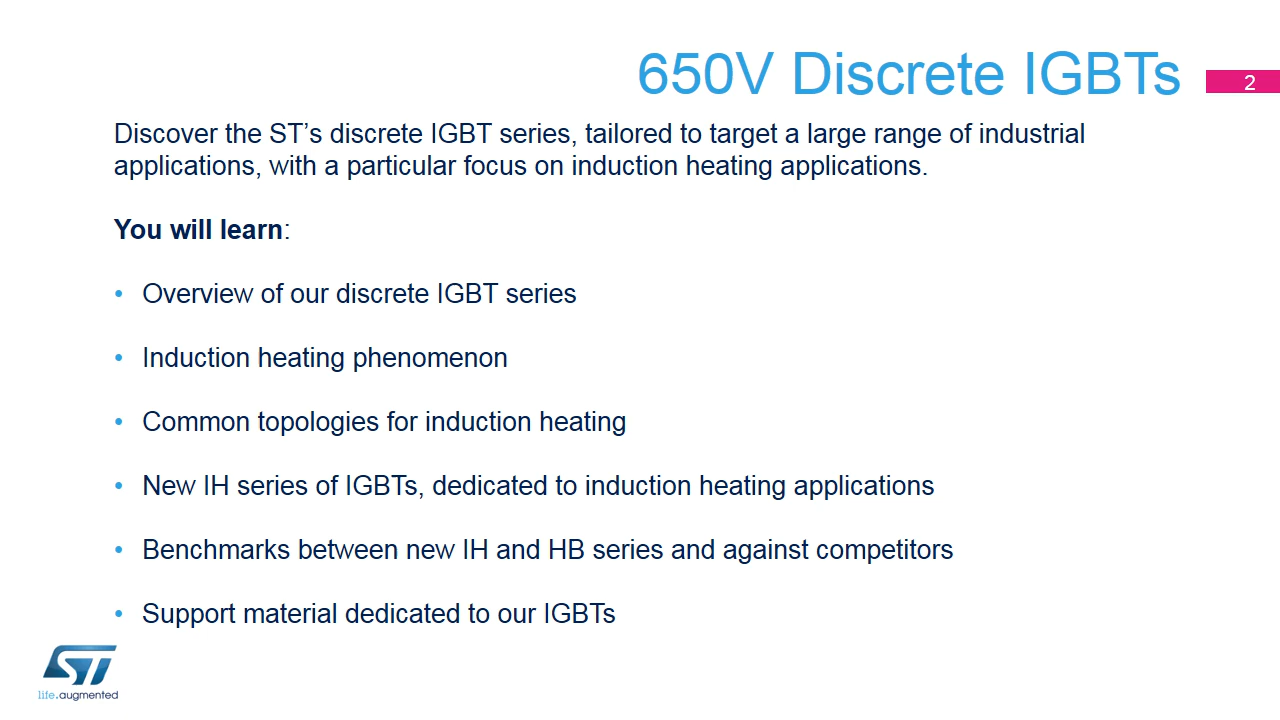 650V Discrete IGBTs
2
Discover the ST’s discrete IGBT series, tailored to target a large range of industrial
applications, with a particular focus on induction heating applications.
You will learn:
• Overview of our discrete IGBT series
• Induction heating phenomenon
• Common topologies for induction heating
• New IH series of IGBTs, dedicated to induction heating applications
• Benchmarks between new IH and HB series and against competitors
• Support material dedicated to our IGBTs
ST
life.augmented